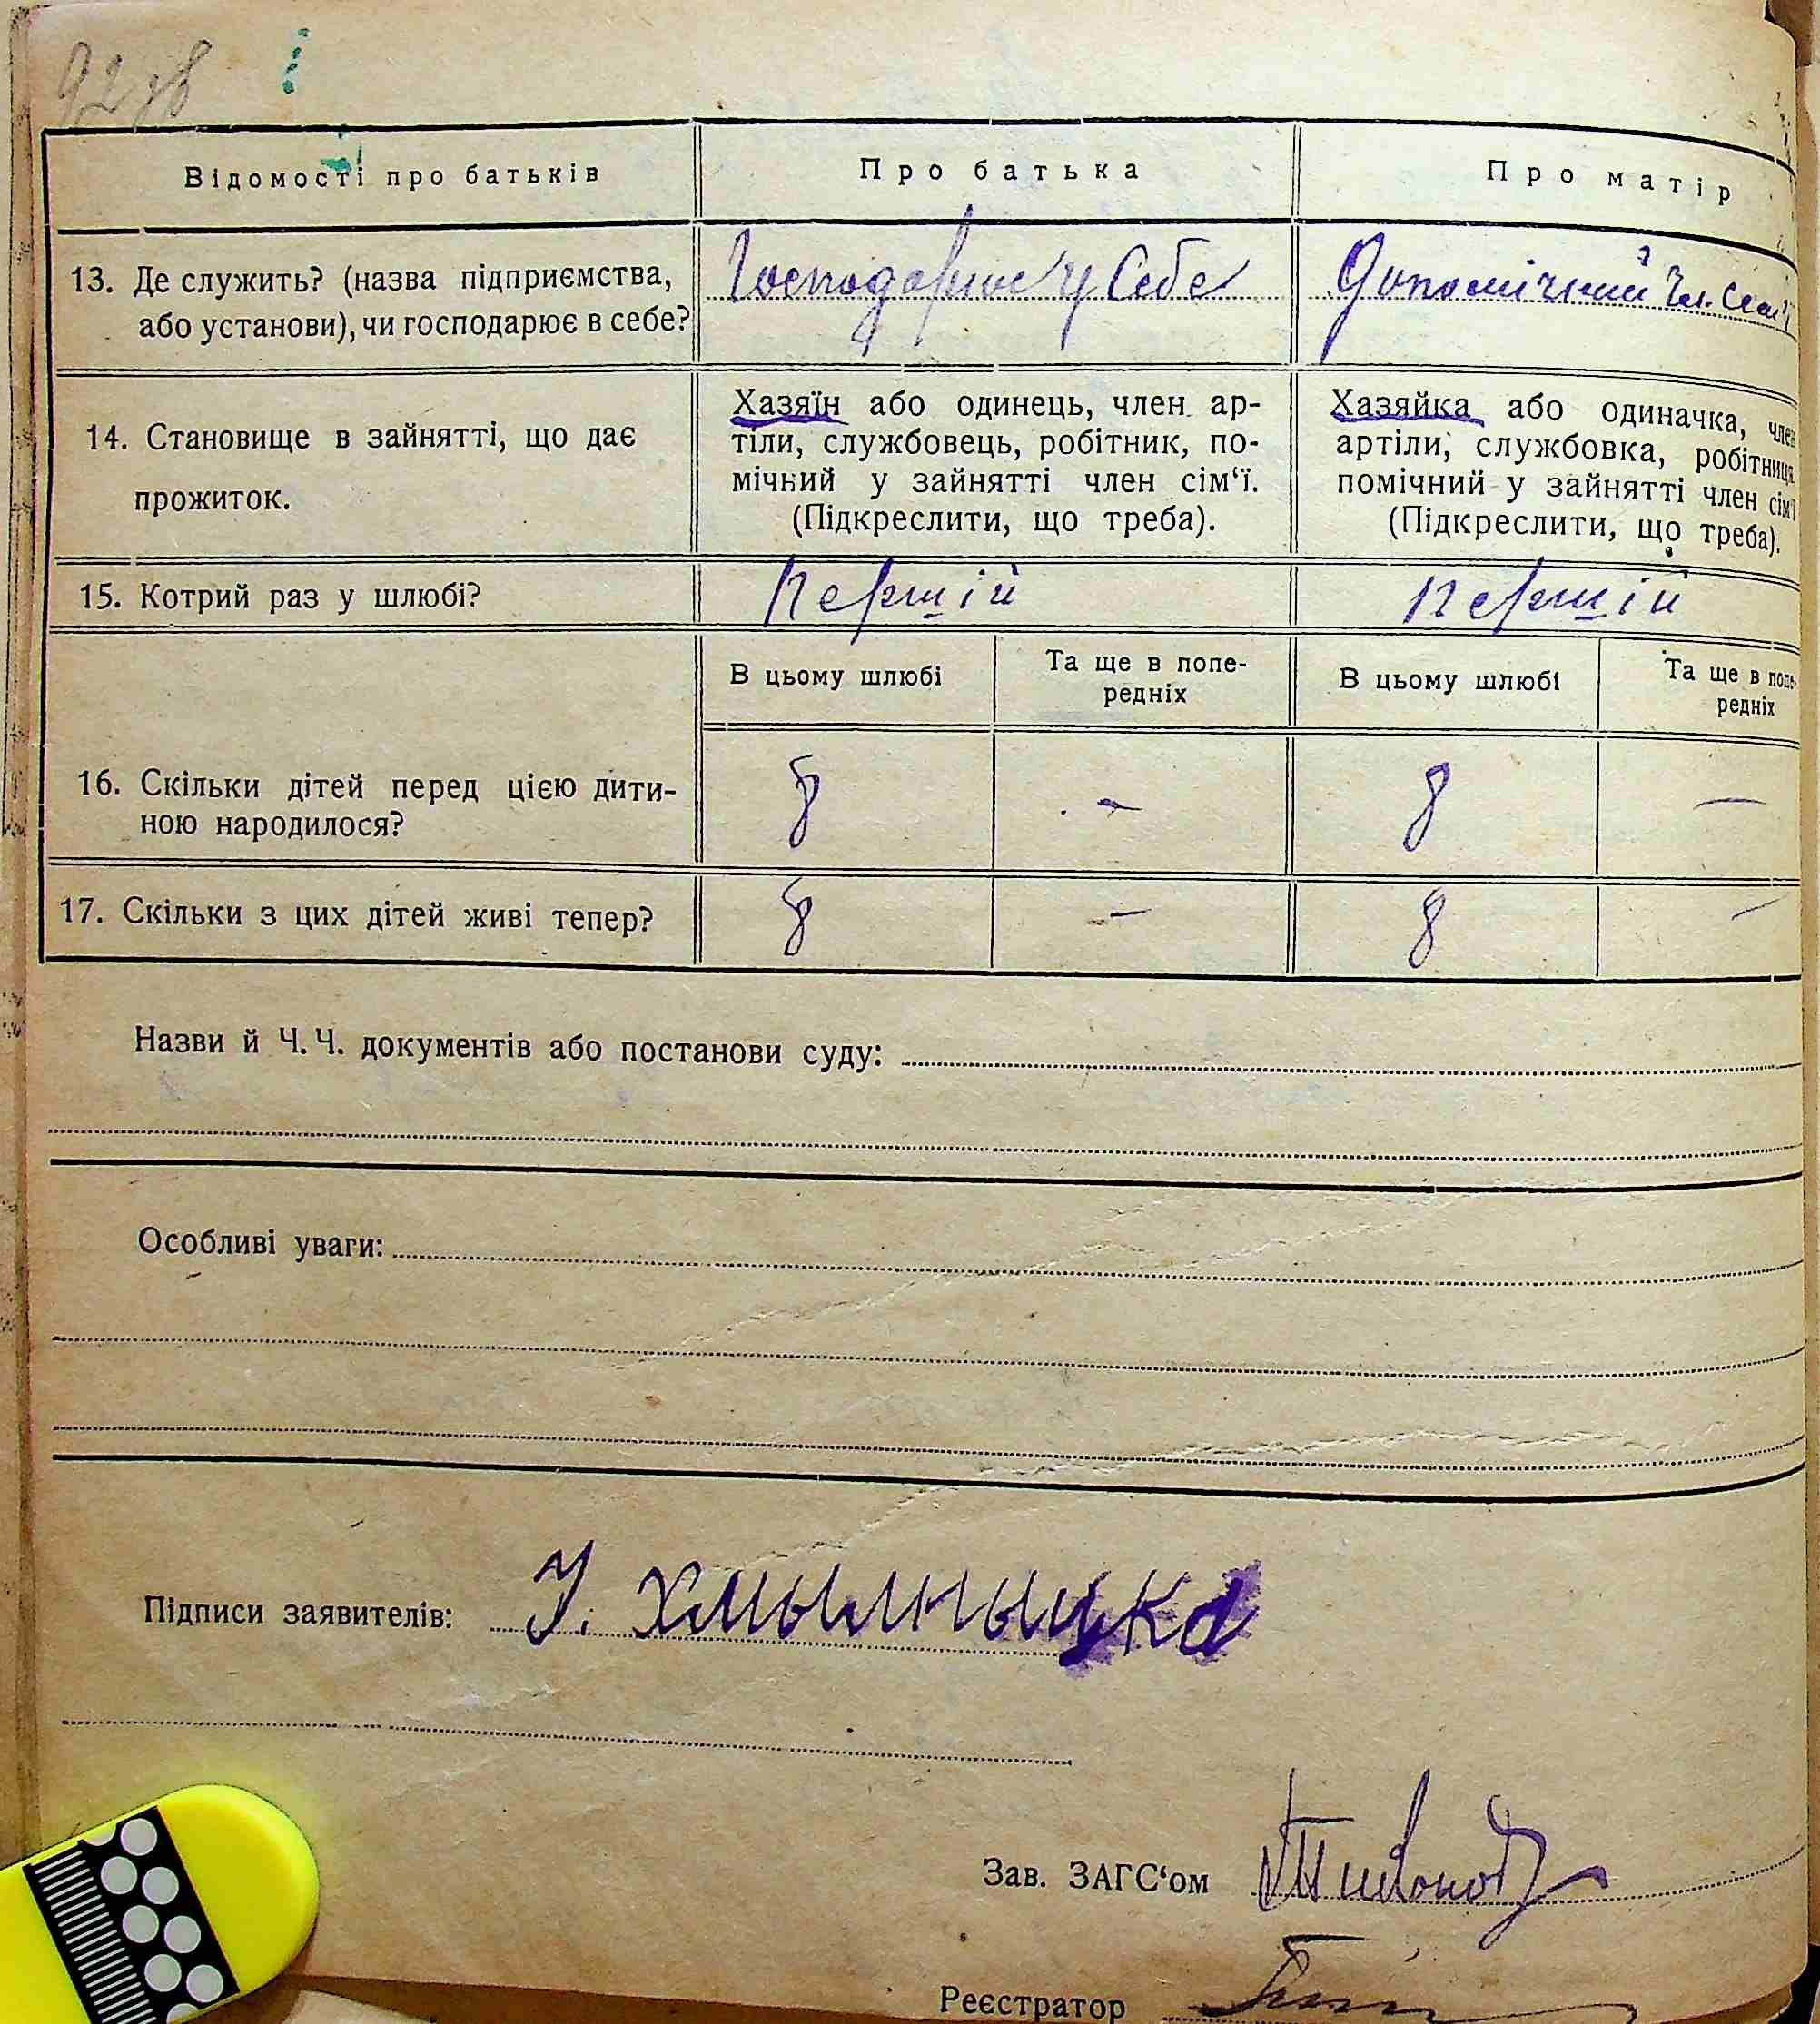 92 зв
Відомості про батьків
Про батька
Про матір
13. Де служить? (назва підприємства,
або установи), чи господарює в себе?
Господарює у себе
Допомічний чл. сем'ї
14. Становище в зайнятті, що дає
прожиток.
Хазяїн або одинець, член ар-
тіли, службовець, робітник, по-
мічний у зайнятті член сім‘ї.
(Підкреслити, що треба).
Хазяйка або одиначка, член
артіли, службовка, робітниця
помічний у зайнятті член сім‘ї
(Підкреслити, що треба).
15. Котрий раз у шлюбі?
першій
першій
В цьому шлюбі
Та ще в попе-
редніх
В цьому шлюбі
Та ще в попе-
редніх
16. Скільки дітей перед цією дити-
ною народилося?
8 - 8 -
17. Скільки з цих дітей живі тепер?
8 - 8 -
Назви й Ч.Ч. документів або постанови суду:
Особливі уваги:
Підписи заявителів: У. Хмылныцка
Зав. ЗАГС‘ом
Реєстратор